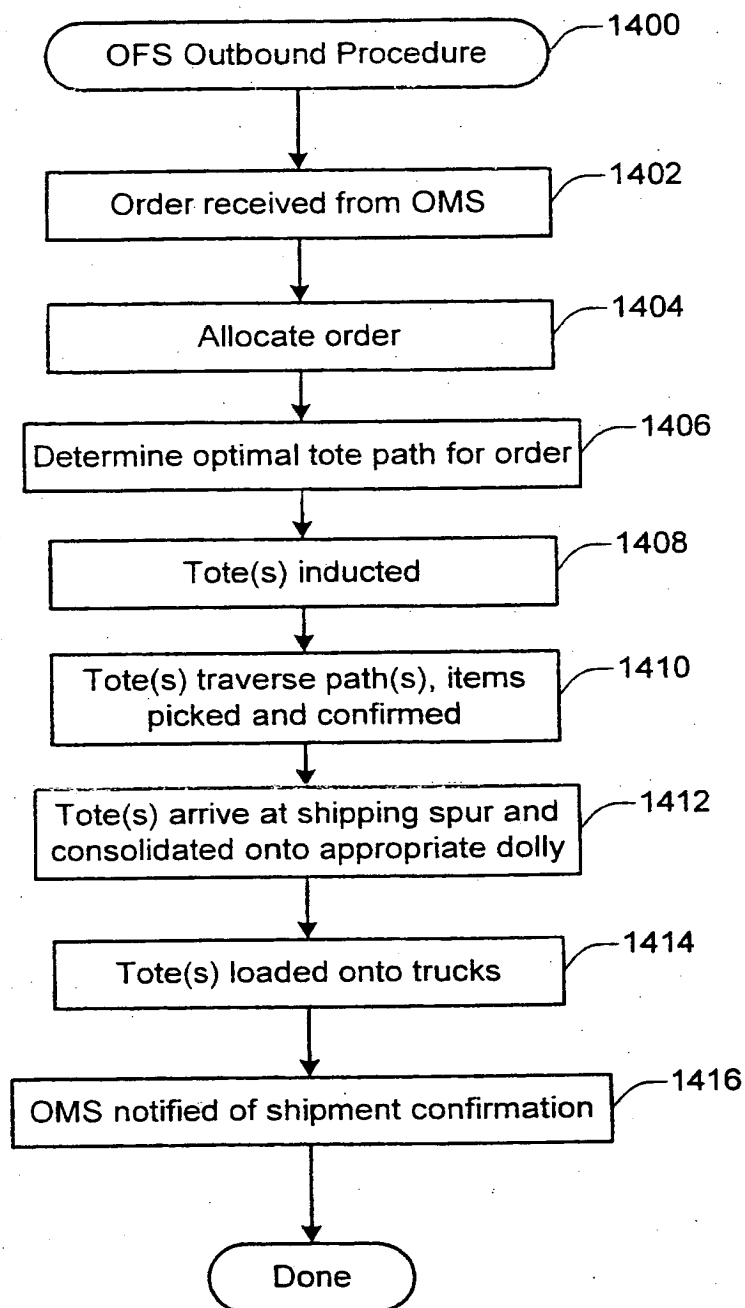 1400
OFS Outbound Procedure
1402
Order received from OMS
1404
Allocate order
1406
Determine optimal tote path for order
1408
Tote(s) inducted
1410
Tote(s) traverse path(s), items
picked and confirmed
1412
Tote(s) arrive at shipping spur and
consolidated onto appropriate dolly
1414
Tote(s) loaded onto trucks
1416
OMS notified of shipment confirmation
Done